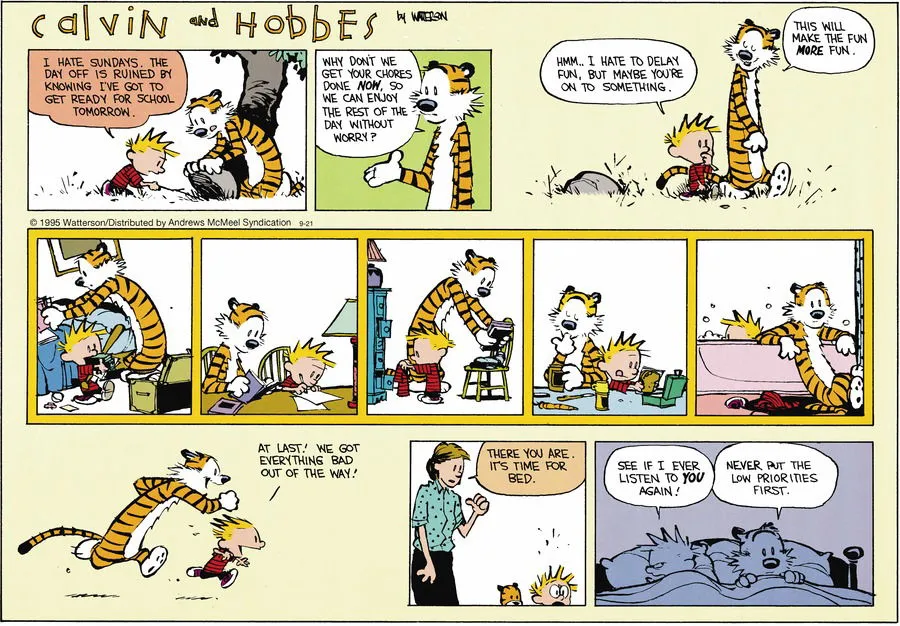 CALVIN and HOBBES by WATTERSON
I HATE SUNDAYS. THE
DAY OFF IS RUINED BY
KNOWING I'VE GOT TO
GET READY FOR SCHOOL
TOMORROW.
WHY DON'T WE
GET YOUR CHORES
DONE NOW, SO
WE CAN ENJOY
THE REST OF THE
DAY WITHOUT
WORRY?
HMM.. I HATE TO DELAY
FUN, BUT MAYBE YOU'RE
ON TO SOMETHING.
THIS WILL
MAKE THE FUN
MORE FUN.
© 1995 Watterson/Distributed by Andrews McMeel Syndication 9-21
AT LAST! WE GOT
EVERYTHING BAD
OUT OF THE WAY!
THERE YOU ARE.
IT'S TIME FOR
BED.
SEE IF I EVER
LISTEN TO YOU
AGAIN!
NEVER PUT THE
LOW PRIORITIES
FIRST.